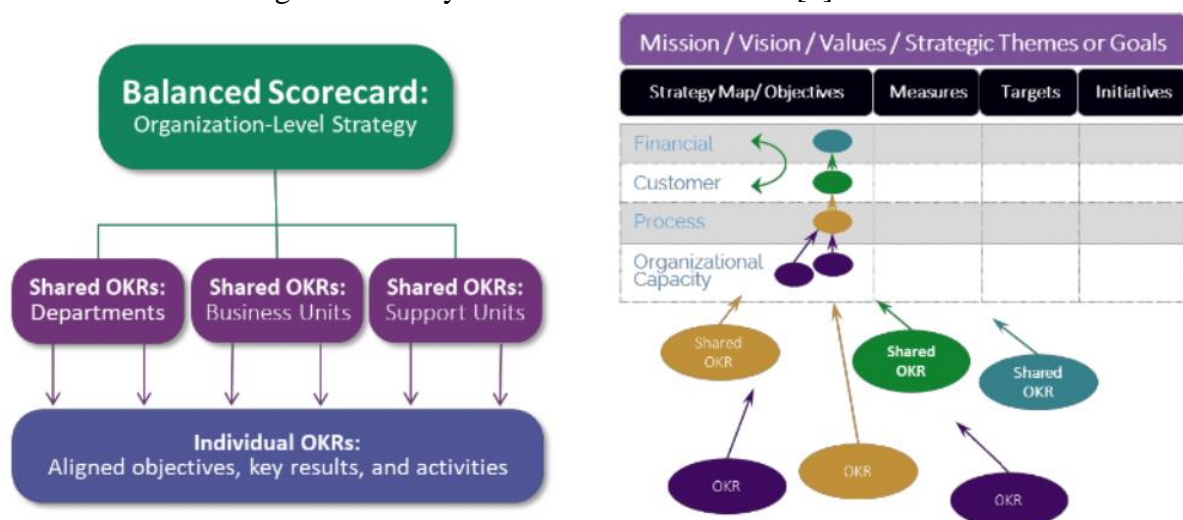 Balanced Scorecard:
Organization-Level Strategy
Shared OKRs:
Departments
Shared OKRs:
Business Units
Shared OKRs:
Support Units
Individual OKRs:
Aligned objectives, key results, and activities
Mission / Vision / Values / Strategic Themes or Goals
Strategy Map/ Objectives
Measures
Targets
Initiatives
Financial
Customer
Process
Organizational
Capacity
Shared
OKR
Shared
OKR
Shared
OKR
OKR
OKR
OKR